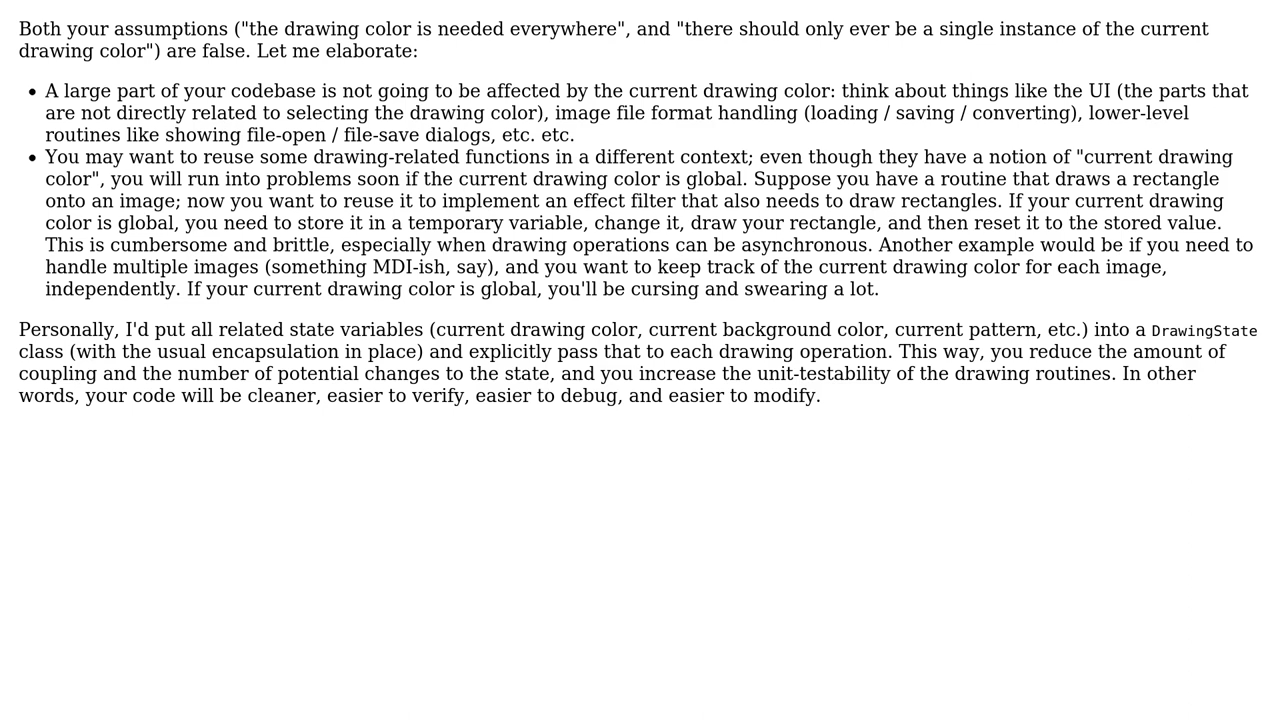 Both your assumptions ("the drawing color is needed everywhere", and "there should only ever be a single instance of the current
drawing color") are false. Let me elaborate:
• A large part of your codebase is not going to be affected by the current drawing color: think about things like the UI (the parts that
are not directly related to selecting the drawing color), image file format handling (loading / saving / converting), lower-level
routines like showing file-open / file-save dialogs, etc. etc.
• You may want to reuse some drawing-related functions in a different context; even though they have a notion of "current drawing
color", you will run into problems soon if the current drawing color is global. Suppose you have a routine that draws a rectangle
onto an image; now you want to reuse it to implement an effect filter that also needs to draw rectangles. If your current drawing
color is global, you need to store it in a temporary variable, change it, draw your rectangle, and then reset it to the stored value.
This is cumbersome and brittle, especially when drawing operations can be asynchronous. Another example would be if you need to
handle multiple images (something MDI-ish, say), and you want to keep track of the current drawing color for each image,
independently. If your current drawing color is global, you'll be cursing and swearing a lot.
Personally, I'd put all related state variables (current drawing color, current background color, current pattern, etc.) into a DrawingState
class (with the usual encapsulation in place) and explicitly pass that to each drawing operation. This way, you reduce the amount of
coupling and the number of potential changes to the state, and you increase the unit-testability of the drawing routines. In other
words, your code will be cleaner, easier to verify, easier to debug, and easier to modify.